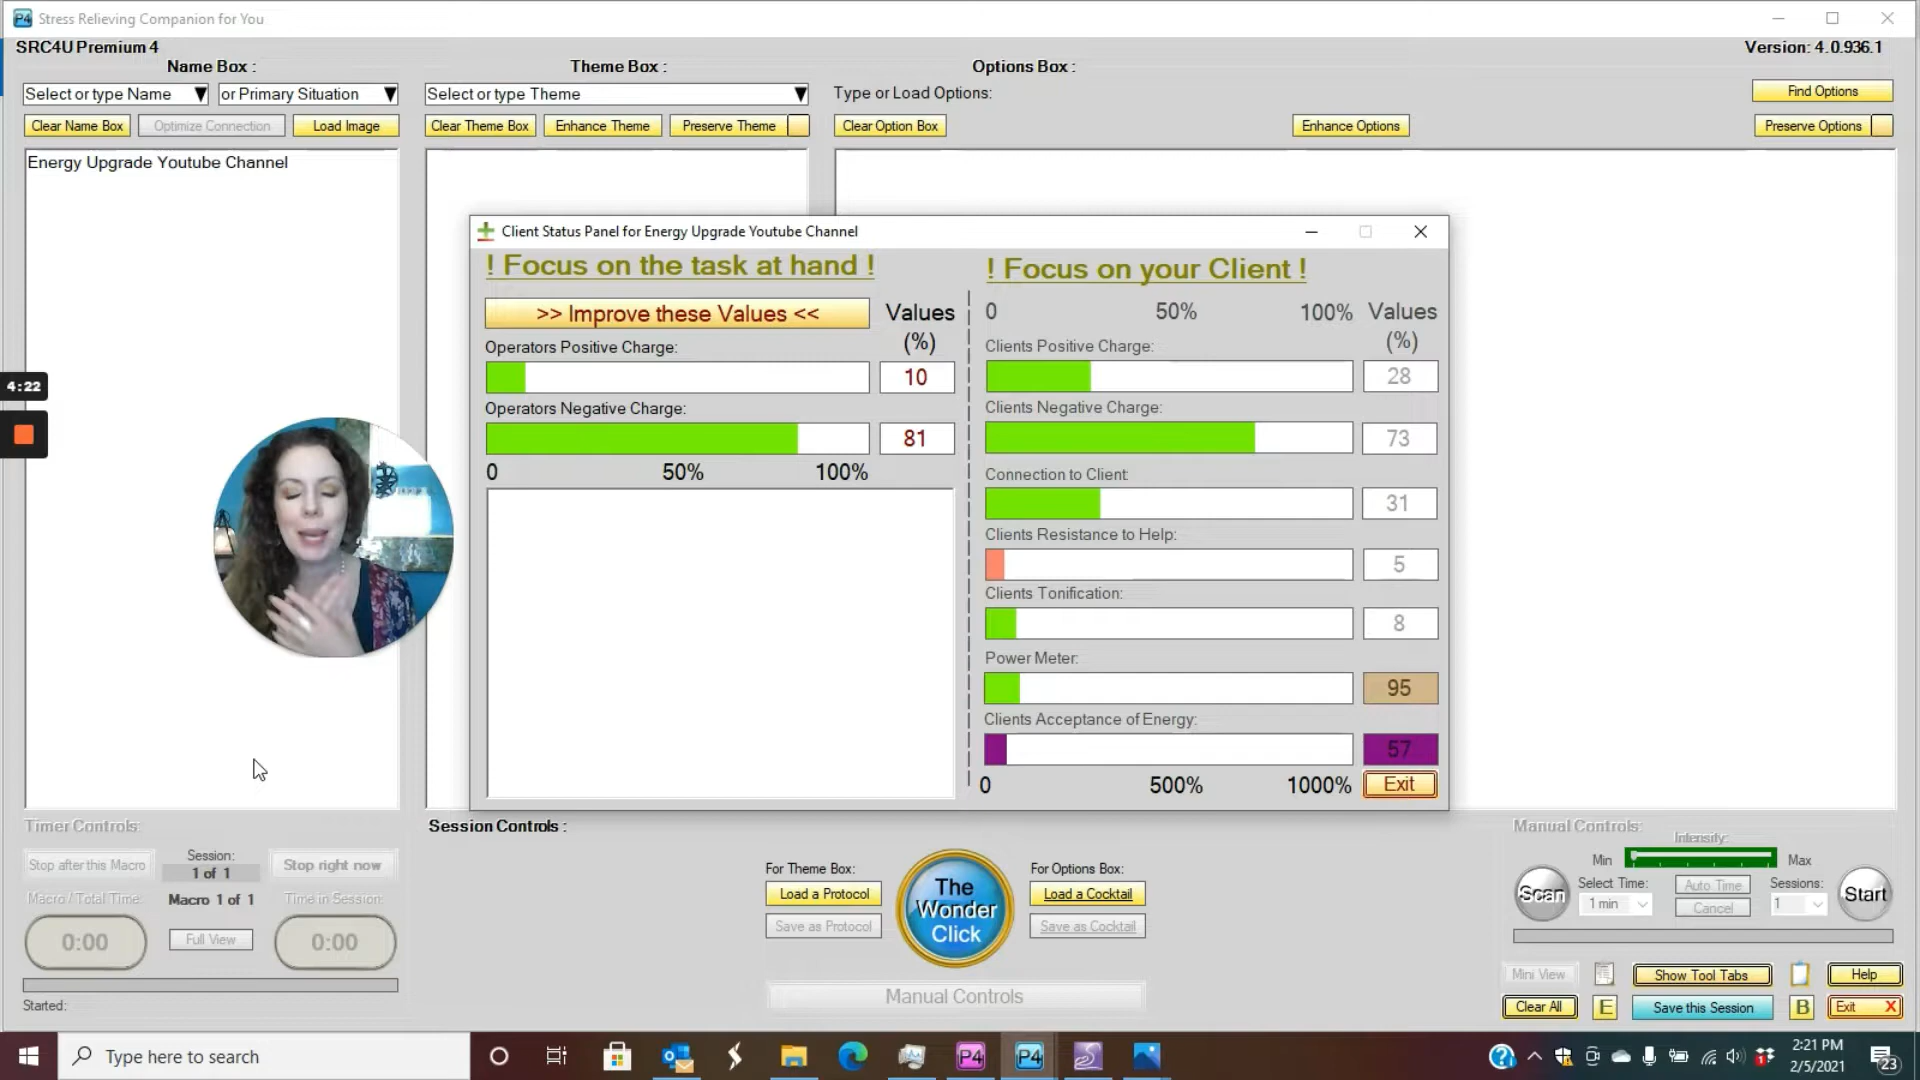 P4 Stress Relieving Companion for You
SRC4U Premium 4
Version: 4.0.936.1
Name Box :
Theme Box :
Options Box :
Select or type Name
or Primary Situation
Select or type Theme
Type or Load Options:
Find Options
Clear Name Box
Optimize Connection
Load Image
Clear Theme Box
Enhance Theme
Preserve Theme
Clear Option Box
Enhance Options
Preserve Options
Energy Upgrade Youtube Channel
Client Status Panel for Energy Upgrade Youtube Channel
! Focus on the task at hand !
>> Improve these Values <<
Values
(%)
Operators Positive Charge:
10
Operators Negative Charge:
81
0 50% 100%
! Focus on your Client !
0 50% 100% Values
(%)
Clients Positive Charge:
28
Clients Negative Charge:
73
Connection to Client:
31
Clients Resistance to Help:
5
Clients Tonification:
8
Power Meter:
95
Clients Acceptance of Energy:
57
0 500% 1000%
Exit
4:22
Timer Controls:
Stop after this Macro
Session:
1 of 1
Stop right now
Macro / Total Time:
Macro 1 of 1
Time in Session:
0:00
Full View
0:00
Started:
Session Controls :
For Theme Box:
Load a Protocol
Save as Protocol
The
Wonder
Click
For Options Box:
Load a Cocktail
Save as Cocktail
Manual Controls
Manual Controls:
Intensity:
Min
Max
Scan
Select Time:
1 min
Auto Time
Cancel
Sessions:
1
Start
Mini View
Show Tool Tabs
Help
Clear All
E
Save this Session
B
Exit X
Type here to search
P4
P4
2:21 PM
2/5/2021
23